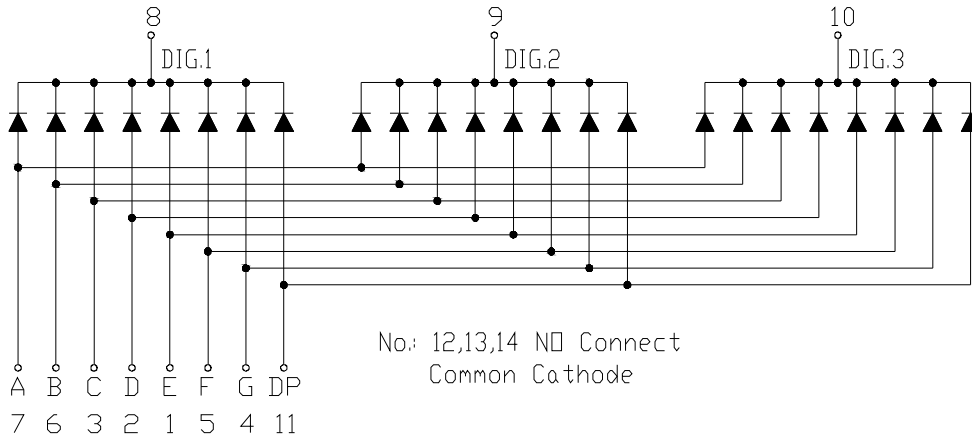 8 9 10
DIG.1 DIG.2 DIG.3
No.: 12,13,14 NO Connect
Common Cathode
A B C D E F G DP
7 6 3 2 1 5 4 11